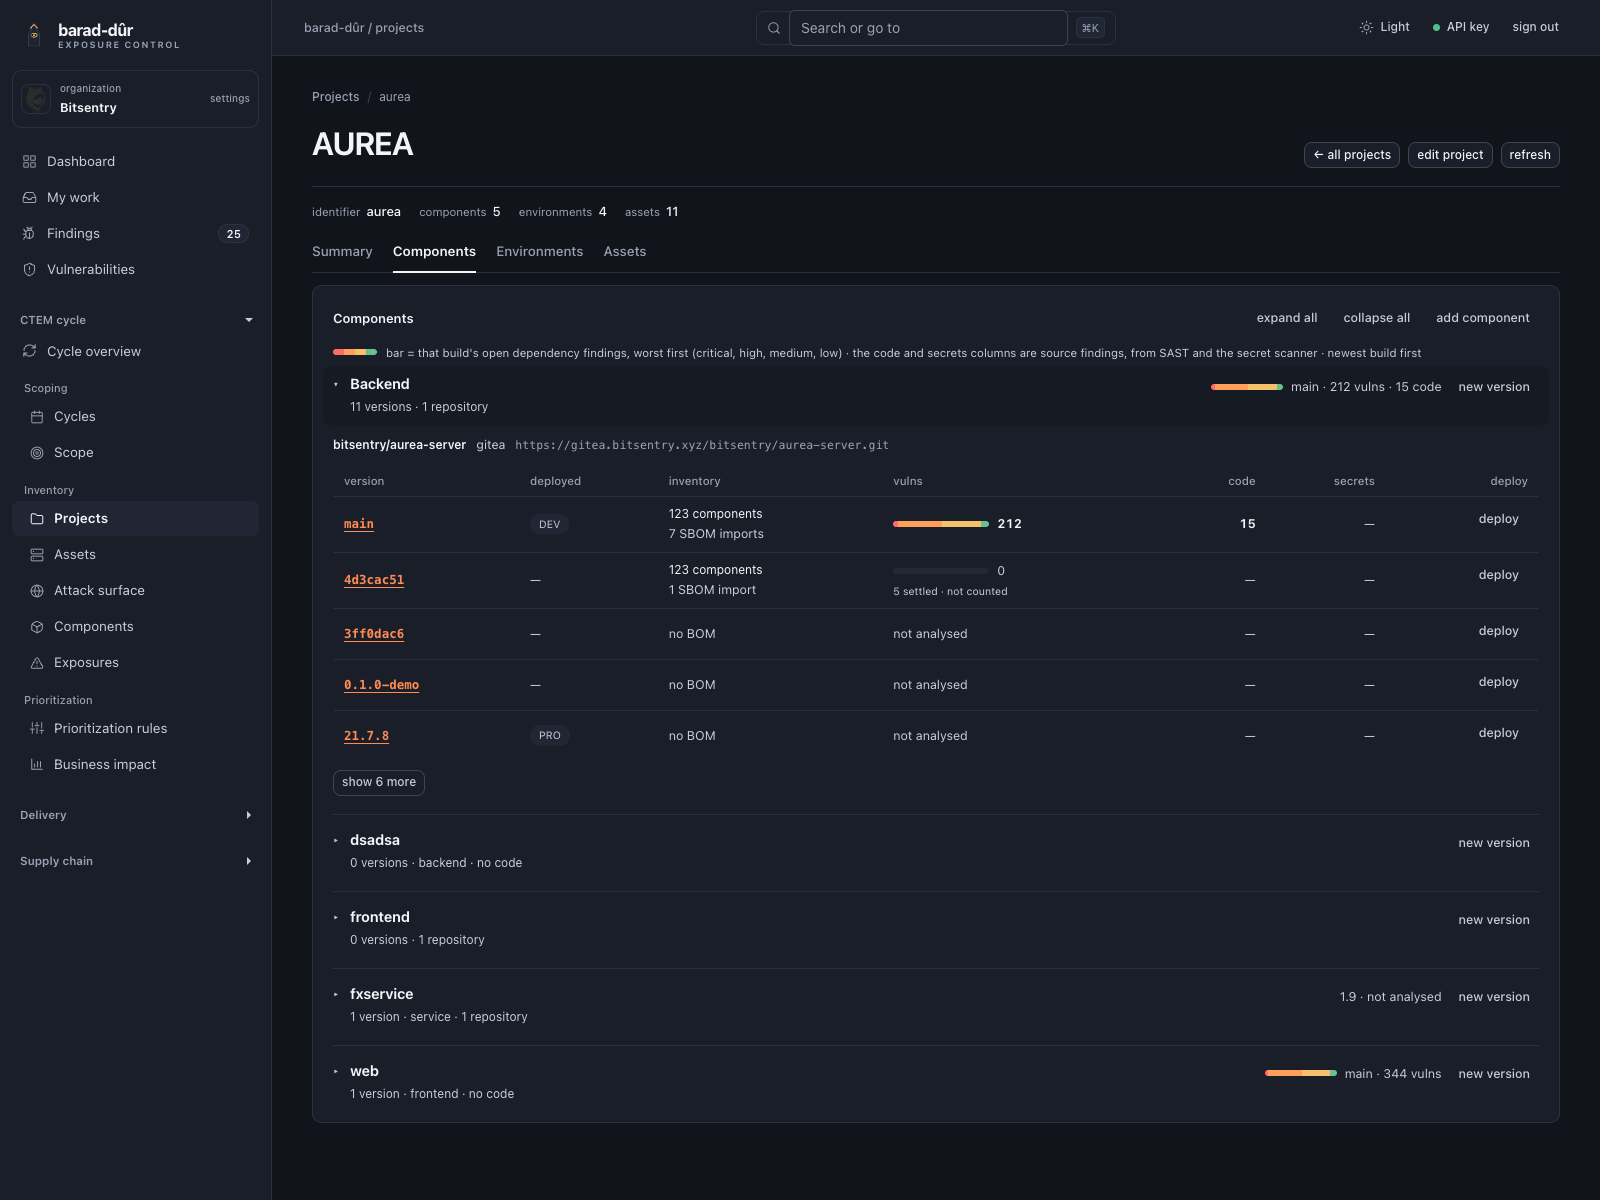 barad-dûr
EXPOSURE CONTROL
organization
Bitsentry
settings
Dashboard
My work
Findings 25
Vulnerabilities
CTEM cycle
Cycle overview
Scoping
Cycles
Scope
Inventory
Projects
Assets
Attack surface
Components
Exposures
Prioritization
Prioritization rules
Business impact
Delivery
Supply chain
barad-dûr / projects
Search or go to
⌘K
Light
API key
sign out
Projects / aurea
AUREA
← all projects
edit project
refresh
identifier aurea components 5 environments 4 assets 11
Summary Components Environments Assets
Components
expand all collapse all add component
bar = that build's open dependency findings, worst first (critical, high, medium, low) · the code and secrets columns are source findings, from SAST and the secret scanner · newest build first
Backend
main · 212 vulns · 15 code new version
11 versions · 1 repository
bitsentry/aurea-server gitea https://gitea.bitsentry.xyz/bitsentry/aurea-server.git
version deployed inventory vulns code secrets deploy
main DEV 123 components 212 15 — deploy
7 SBOM imports
4d3cac51 — 123 components 0 — — deploy
1 SBOM import 5 settled · not counted
3ff0dac6 — no BOM not analysed — — deploy
0.1.0-demo — no BOM not analysed — — deploy
21.7.8 PRO no BOM not analysed — — deploy
show 6 more
dsadsa
new version
0 versions · backend · no code
frontend
new version
0 versions · 1 repository
fxservice
1.9 · not analysed new version
1 version · service · 1 repository
web
main · 344 vulns new version
1 version · frontend · no code